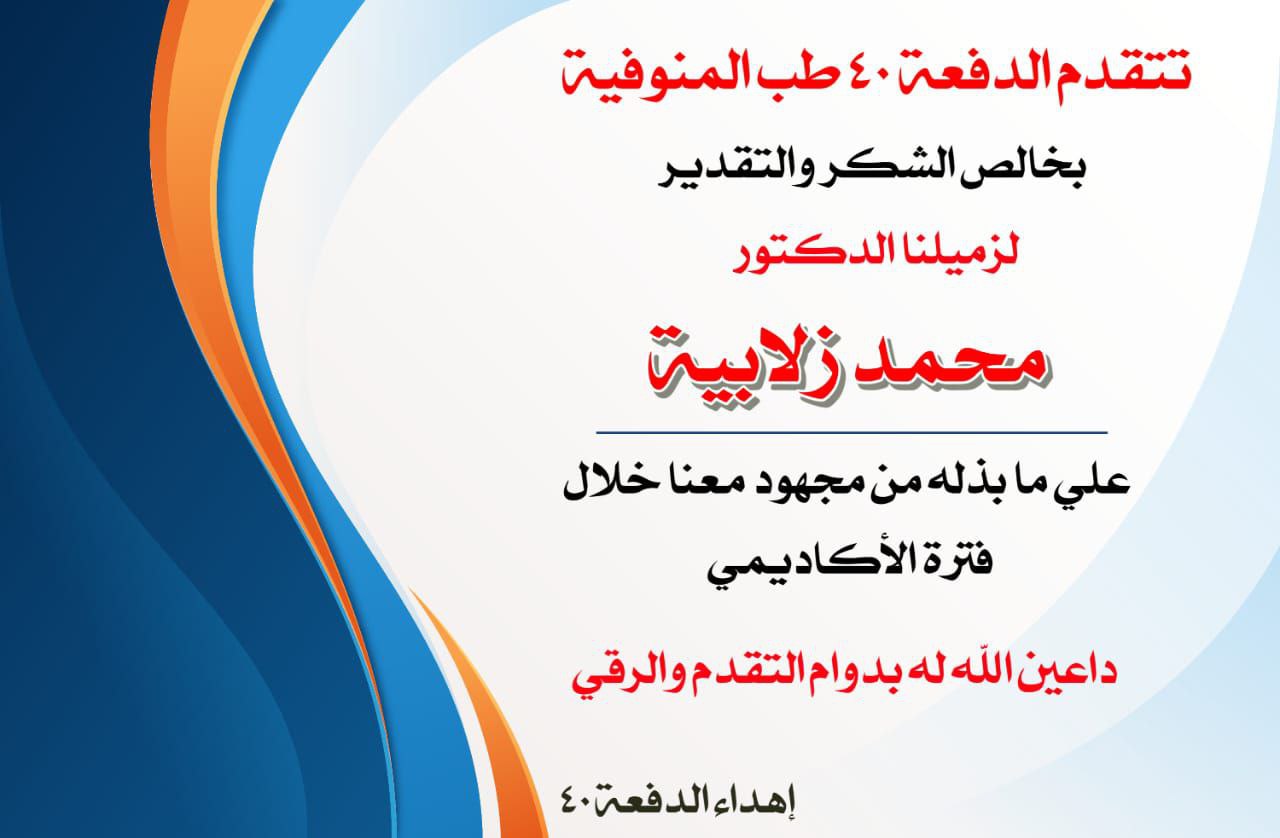 تتقدم الدفعة ٤٠ طب المنوفية
بخالص الشكر والتقدير
لزميلنا الدكتور
محمد زلابية
علي ما بذله من مجهود معنا خلال
فترة الأكاديمي
داعين الله له بدوام التقدم والرقي
إهداء الدفعة ٤٠